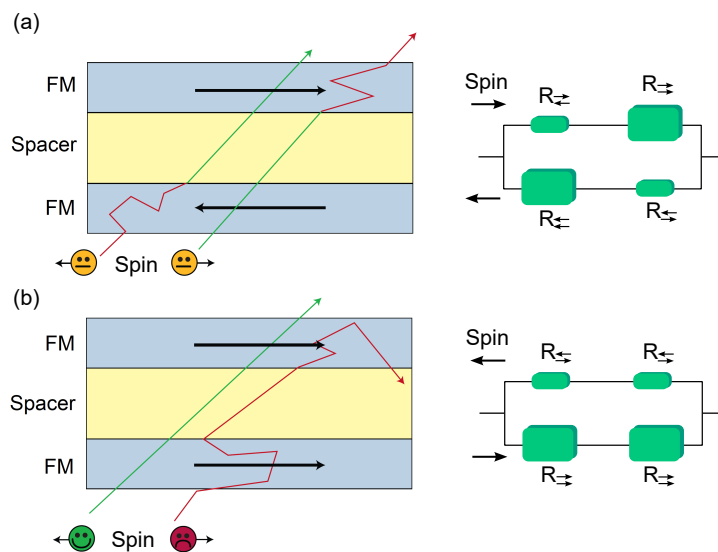 (a)
FM
Spacer
FM
Spin
Spin
R⇄ R⇉
R⇇ R⇆
(b)
FM
Spacer
FM
Spin
Spin
R⇆ R⇆
R⇉ R⇉